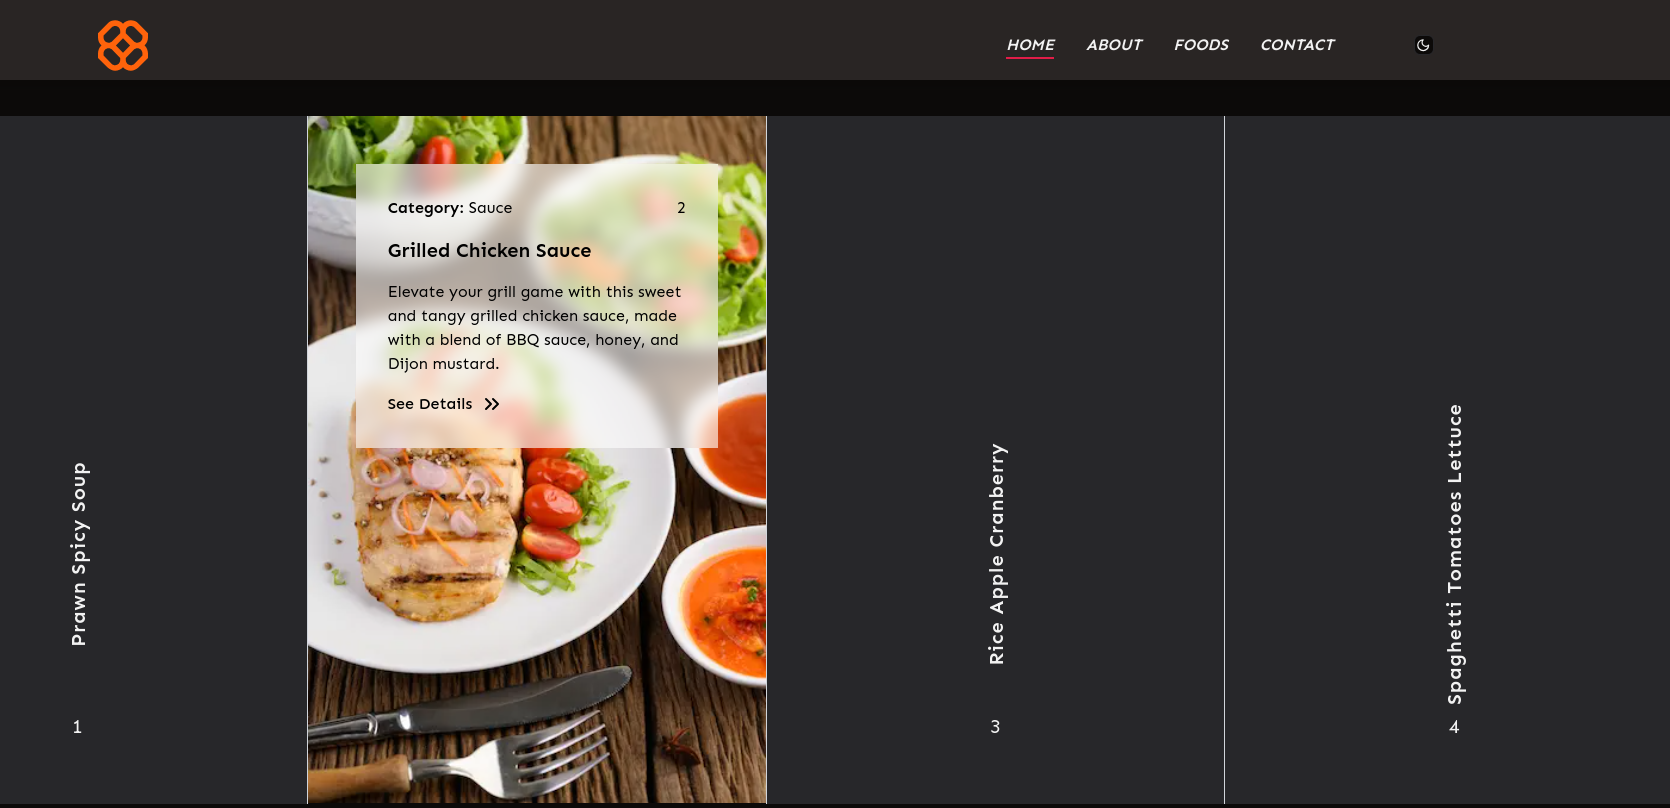 HOME
ABOUT
FOODS
CONTACT
Prawn Spicy Soup
1
Category: Sauce
2
Grilled Chicken Sauce
Elevate your grill game with this sweet
and tangy grilled chicken sauce, made
with a blend of BBQ sauce, honey, and
Dijon mustard.
See Details
Rice Apple Cranberry
3
Spaghetti Tomatoes Lettuce
4